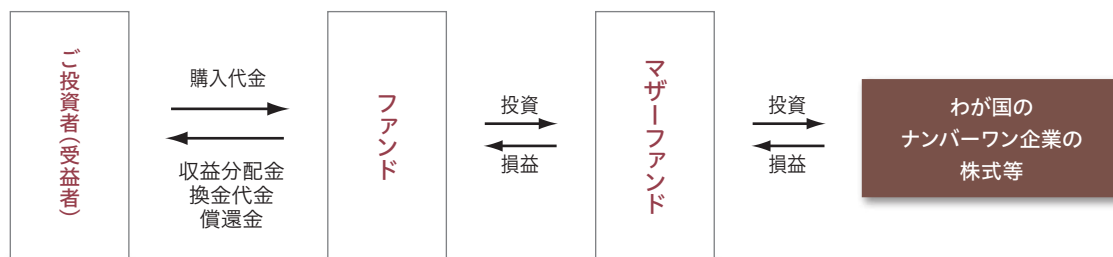 ご投資者(受益者)
購入代金
収益分配金
換金代金
償還金
ファンド
投資
損益
マザーファンド
投資
損益
わが国の
ナンバーワン企業の
株式等